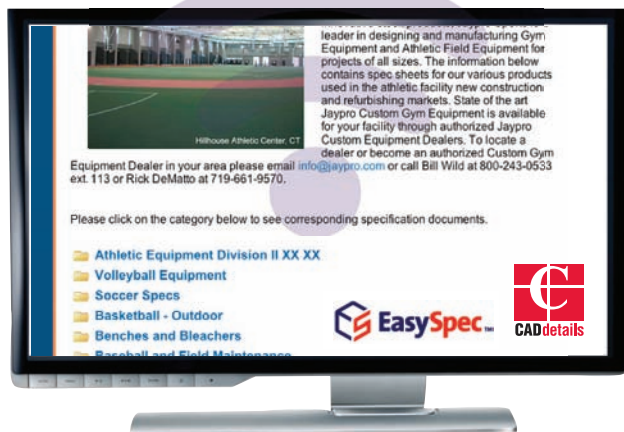 leader in designing and manufacturing Gym
Equipment and Athletic Field Equipment for
projects of all sizes. The information below
contains spec sheets for our various products
used in the athletic facility new construction
and refurbishing markets. State of the art
Jaypro Custom Gym Equipment is available
for your facility through authorized Jaypro
Custom Equipment Dealers. To locate a
dealer or become an authorized Custom Gym
Hillhouse Athletic Center, CT
Equipment Dealer in your area please email info@jaypro.com or call Bill Wild at 800-243-0533
ext. 113 or Rick DeMatto at 719-661-9570.
Please click on the category below to see corresponding specification documents.
Athletic Equipment Division II XX XX
Volleyball Equipment
Soccer Specs
Basketball - Outdoor
Benches and Bleachers
Baseball and Field Maintenance
EasySpec™
C
CADdetails